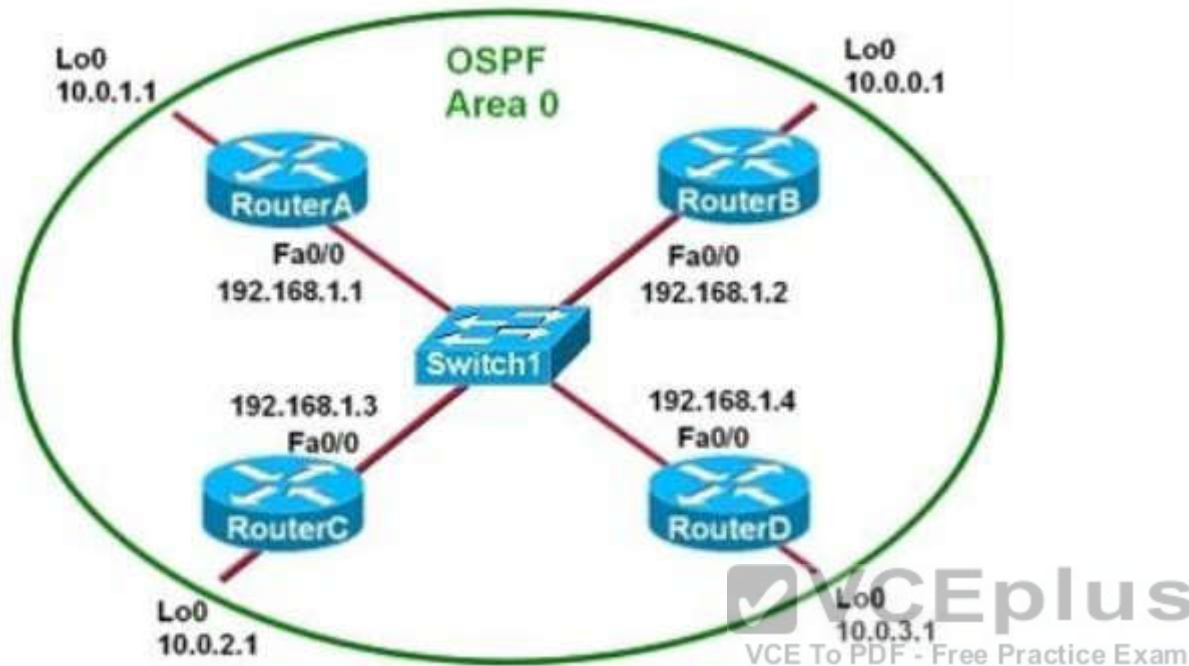 Lo0
10.0.1.1
OSPF
Area 0
Lo0
10.0.0.1
RouterA
RouterB
Fa0/0
192.168.1.1
Fa0/0
192.168.1.2
Switch1
192.168.1.3
Fa0/0
192.168.1.4
Fa0/0
RouterC
RouterD
Lo0
10.0.2.1
Lo0
10.0.3.1
VCEplus
VCE To PDF - Free Practice Exam